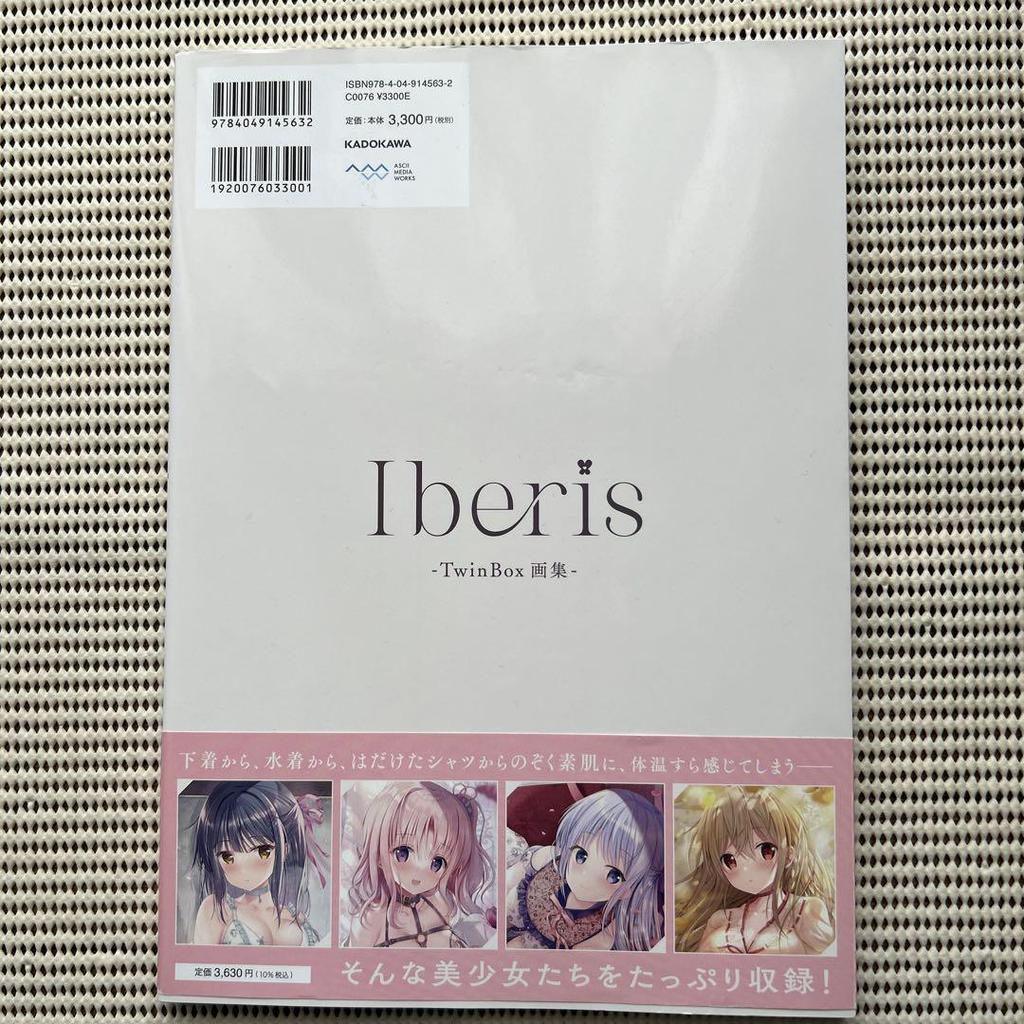 ISBN978-4-04-914563-2
C0076 ¥3300E
定価：本体 3,300円（税別）
KADOKAWA
ASCII
MEDIA
WORKS
9784049145632
1920076033001
Iberis
-TwinBox 画集-
下着から、水着から、はだけたシャツからのぞく素肌に、体温すら感じてしまう——
定価 3,630円（10%税込）
そんな美少女たちをたっぷり収録！